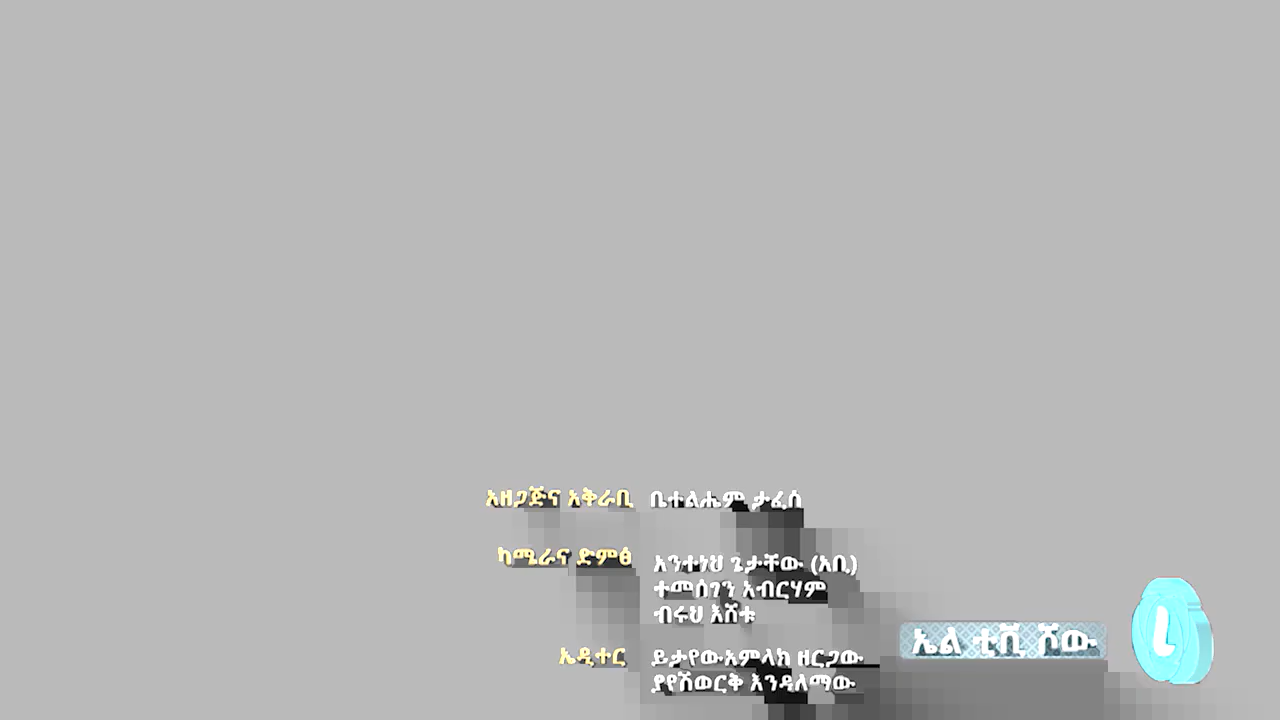 አዘጋጅና አቅራቢ ቤተልሔም ታፈሰ
ካሜራና ድምፅ አንተነህ ጌታቸው (አቢ)
ተመስገን አብርሃም
ብሩህ እሸቱ
ኤዲተር ይታየውአምላክ ዘርጋው
ያየሽወርቅ እንዳለማው
ኤል ቲቪ ሾው
L